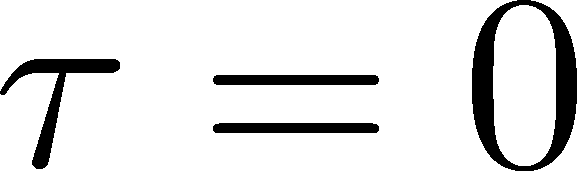 τ = 0